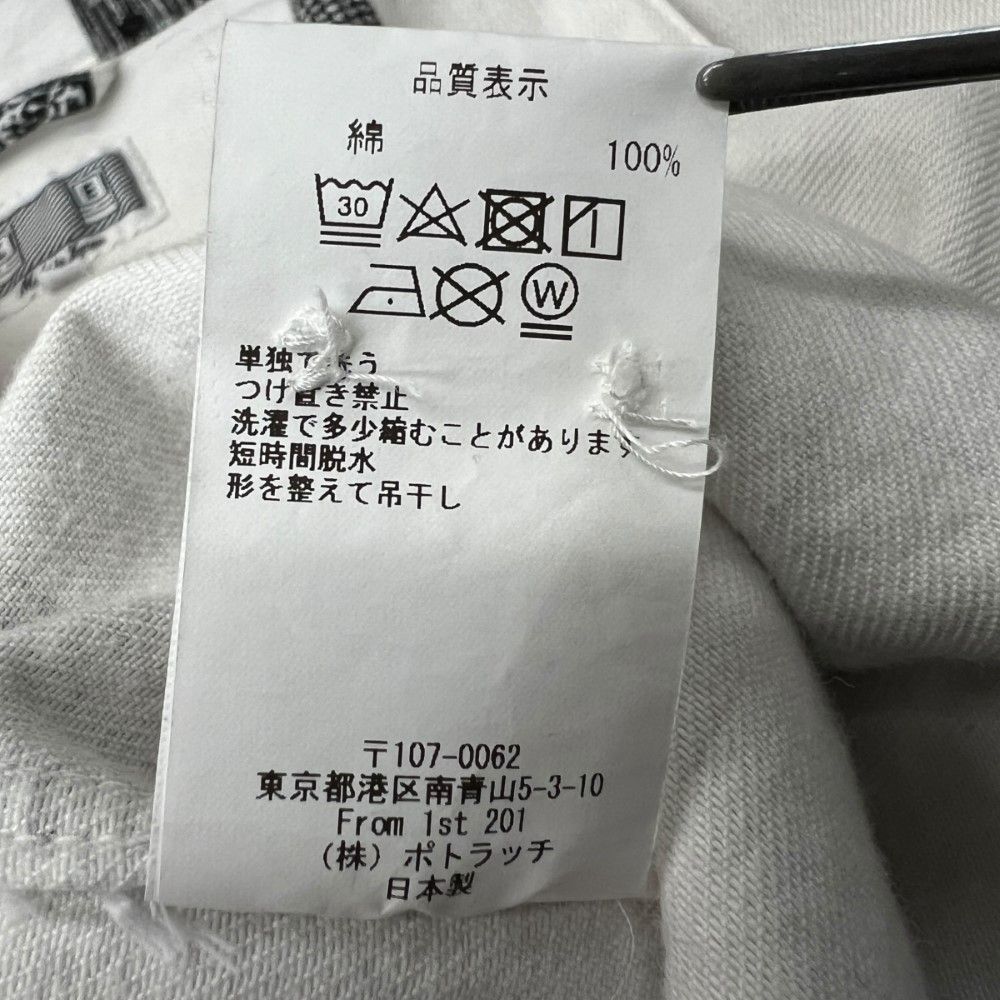 品質表示
綿 100%
30
W
単独で洗う
つけ置き禁止
洗濯で多少縮むことがあります
短時間脱水
形を整えて吊干し
〒107-0062
東京都港区南青山5-3-10
From 1st 201
(株) ポトラッチ
日本製